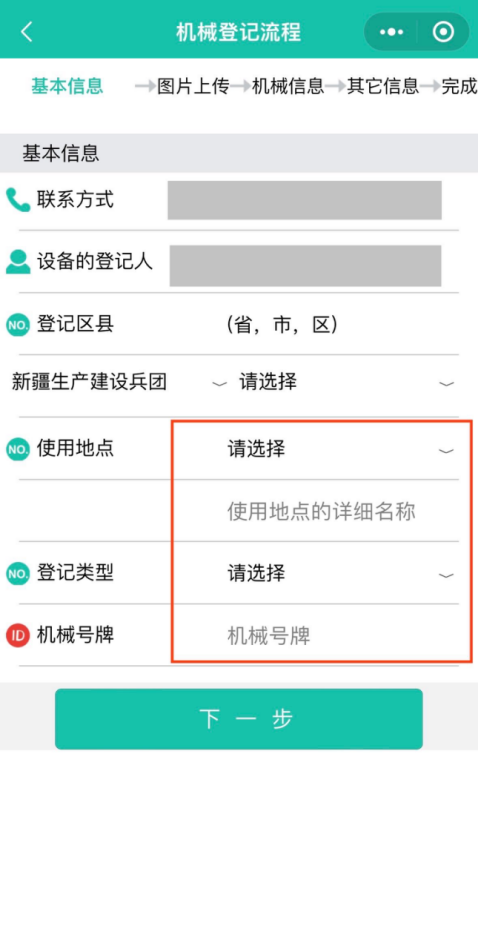 机械登记流程
基本信息 →图片上传→机械信息→其它信息→完成
基本信息
联系方式
设备的登记人
NO. 登记区县 (省，市，区)
新疆生产建设兵团 请选择
NO. 使用地点 请选择
使用地点的详细名称
NO. 登记类型 请选择
ID 机械号牌 机械号牌
下一步